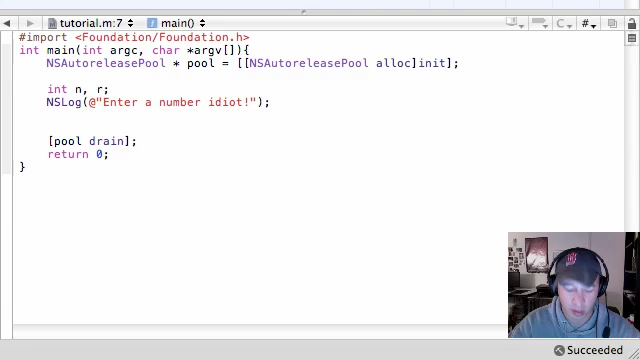 tutorial.m:7 main() C #
#import <Foundation/Foundation.h>
int main(int argc, char *argv[]){
NSAutoreleasePool * pool = [[NSAutoreleasePool alloc]init];
int n, r;
NSLog(@"Enter a number idiot!");
[pool drain];
return 0;
}
Succeeded